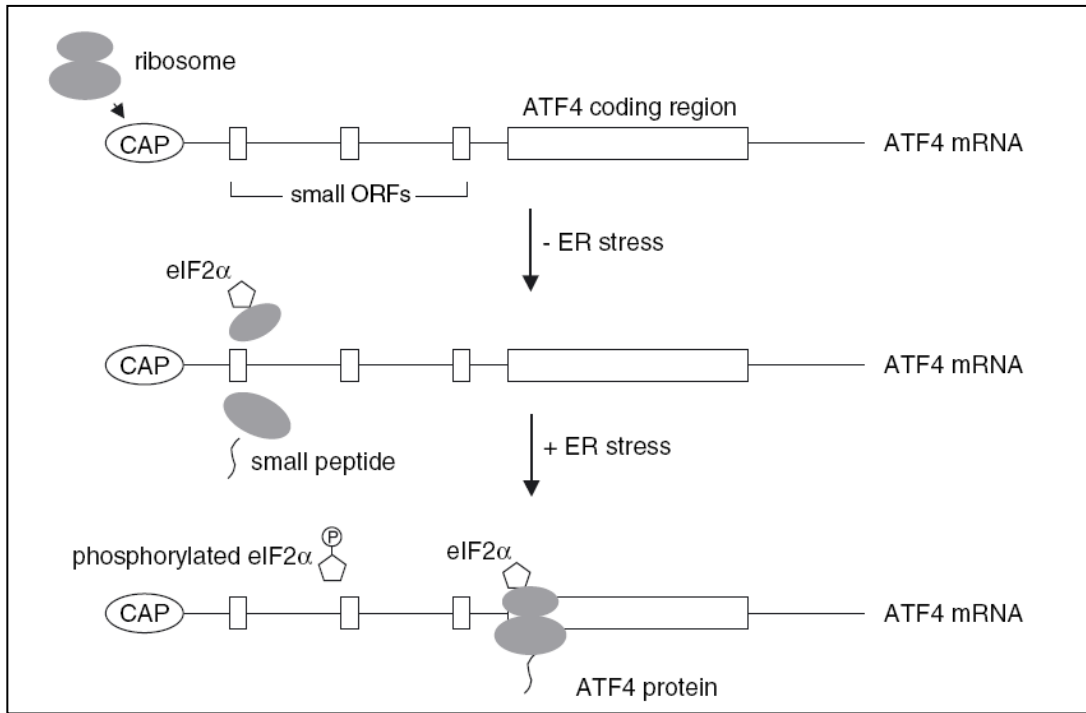 ribosome
ATF4 coding region
CAP
ATF4 mRNA
small ORFs
- ER stress
eIF2α
CAP
ATF4 mRNA
small peptide
+ ER stress
P
phosphorylated eIF2α
eIF2α
CAP
ATF4 mRNA
ATF4 protein